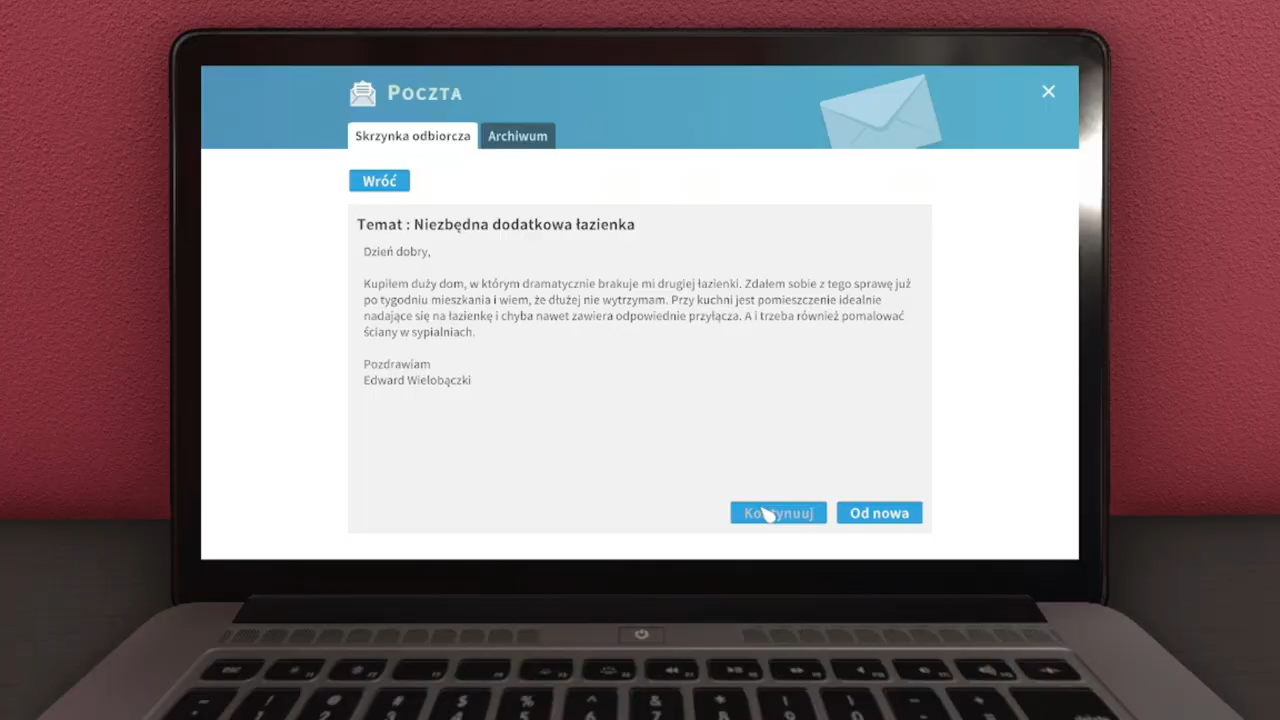 Poczta
Skrzynka odbiorcza
Archiwum
Wróć
Temat : Niezbędna dodatkowa łazienka
Dzień dobry,
Kupiłem duży dom, w którym dramatycznie brakuje mi drugiej łazienki. Zdałem sobie z tego sprawę już
po tygodniu mieszkania i wiem, że dłużej nie wytrzymam. Przy kuchni jest pomieszczenie idealnie
nadające się na łazienkę i chyba nawet zawiera odpowiednie przyłącza. A i trzeba również pomalować
ściany w sypialniach.
Pozdrawiam
Edward Wielobączki
Kontynuuj
Od nowa